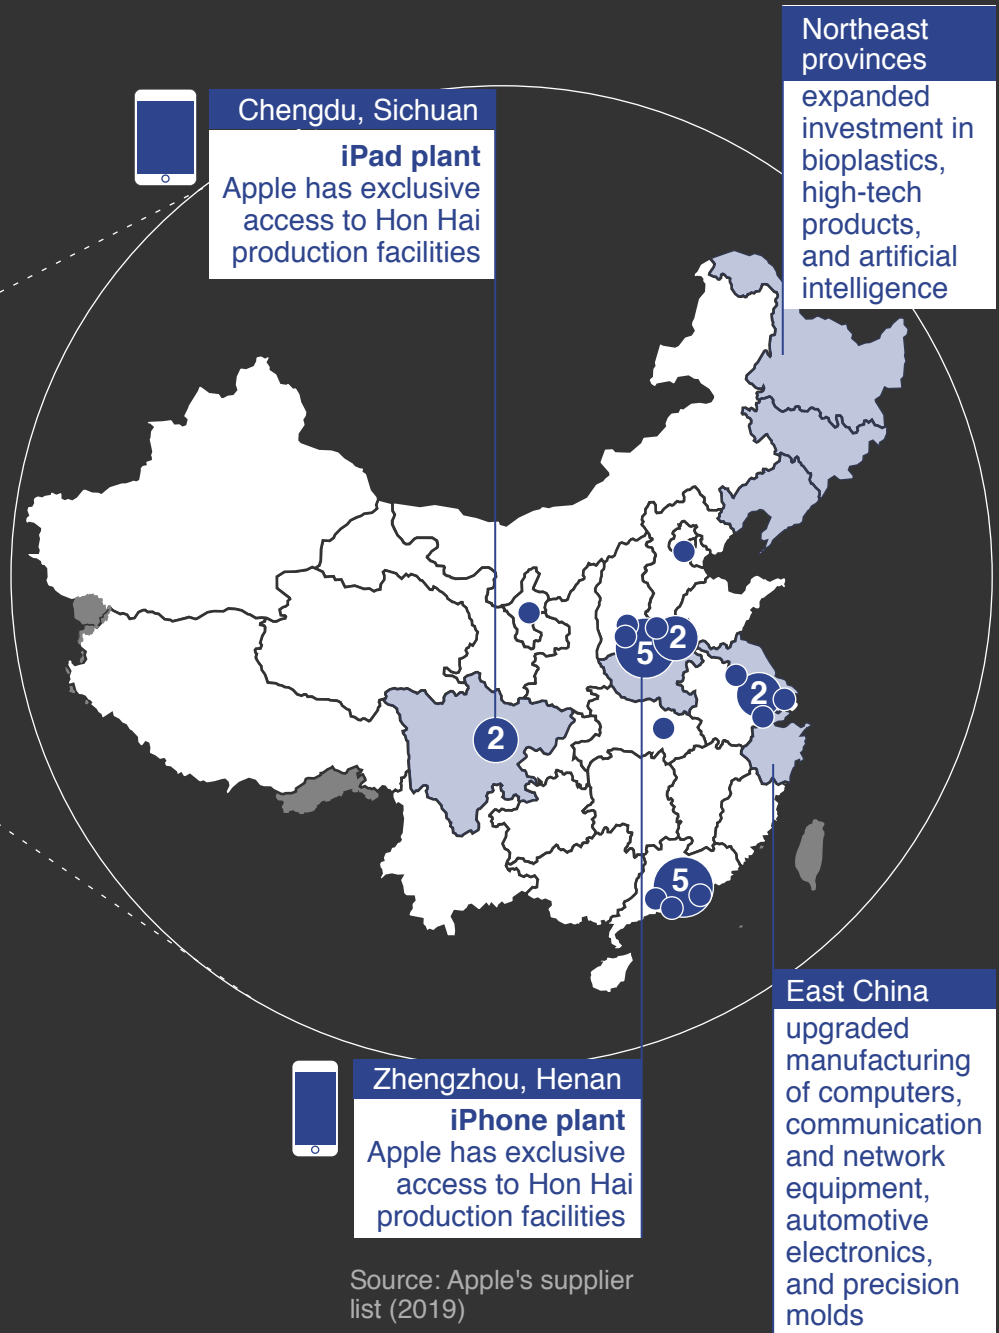 Northeast
provinces
expanded
investment in
bioplastics,
high-tech
products,
and artificial
intelligence
Chengdu, Sichuan
iPad plant
Apple has exclusive
access to Hon Hai
production facilities
2
5
2
2
5
East China
upgraded
manufacturing
of computers,
communication
and network
equipment,
automotive
electronics,
and precision
molds
Zhengzhou, Henan
iPhone plant
Apple has exclusive
access to Hon Hai
production facilities
Source: Apple's supplier
list (2019)